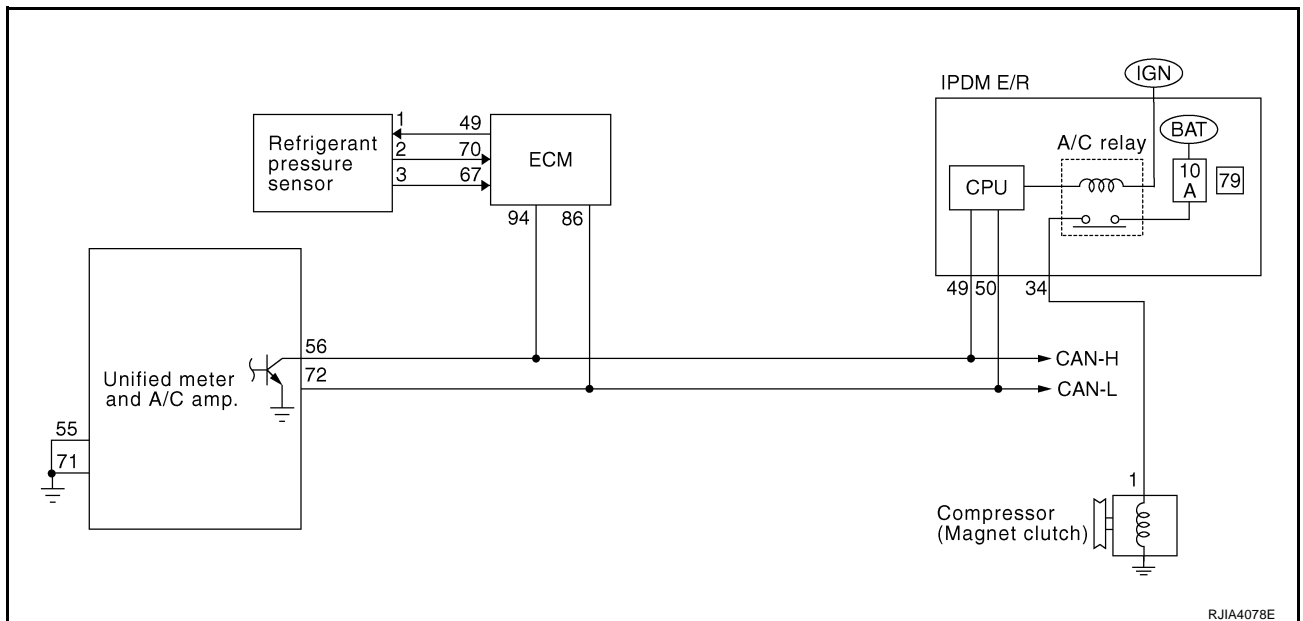 IGN
IPDM E/R
BAT
A/C relay
10
A
79
CPU
Refrigerant
pressure
sensor
1
2
3
49
70
67
ECM
94
86
49
50
34
56
72
CAN-H
CAN-L
Unified meter
and A/C amp.
55
71
1
Compressor
(Magnet clutch)
RJIA4078E